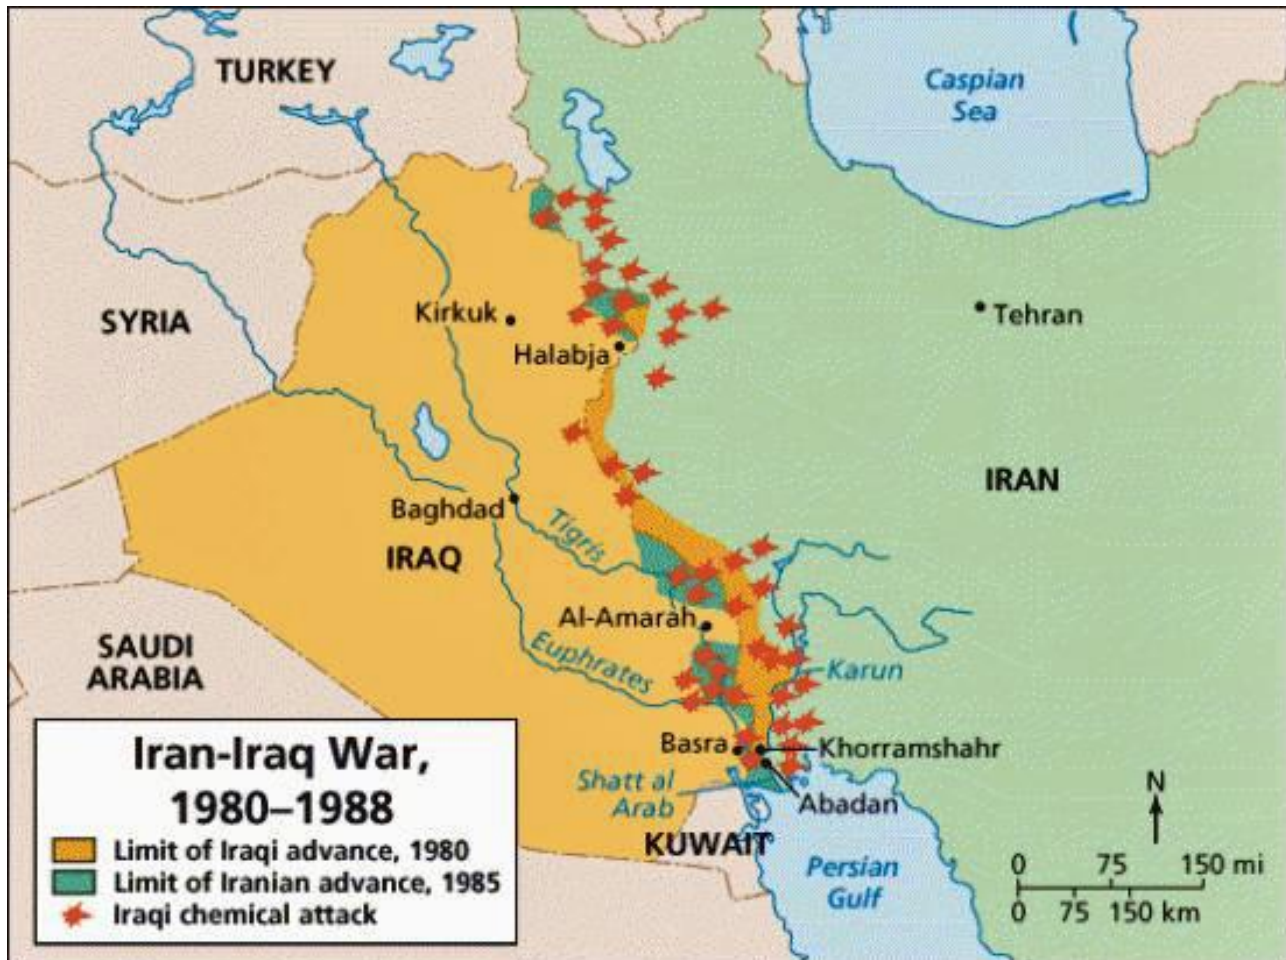 TURKEY
Caspian
Sea
SYRIA
Kirkuk
Tehran
Halabja
IRAN
Baghdad
Tigris
IRAQ
Al-Amarah
SAUDI
ARABIA
Euphrates
Karun
Basra
Khorramshahr
Shatt al
Arab
Abadan
KUWAIT
Persian
Gulf
N
0 75 150 mi
0 75 150 km
Iran-Iraq War,
1980–1988
Limit of Iraqi advance, 1980
Limit of Iranian advance, 1985
Iraqi chemical attack